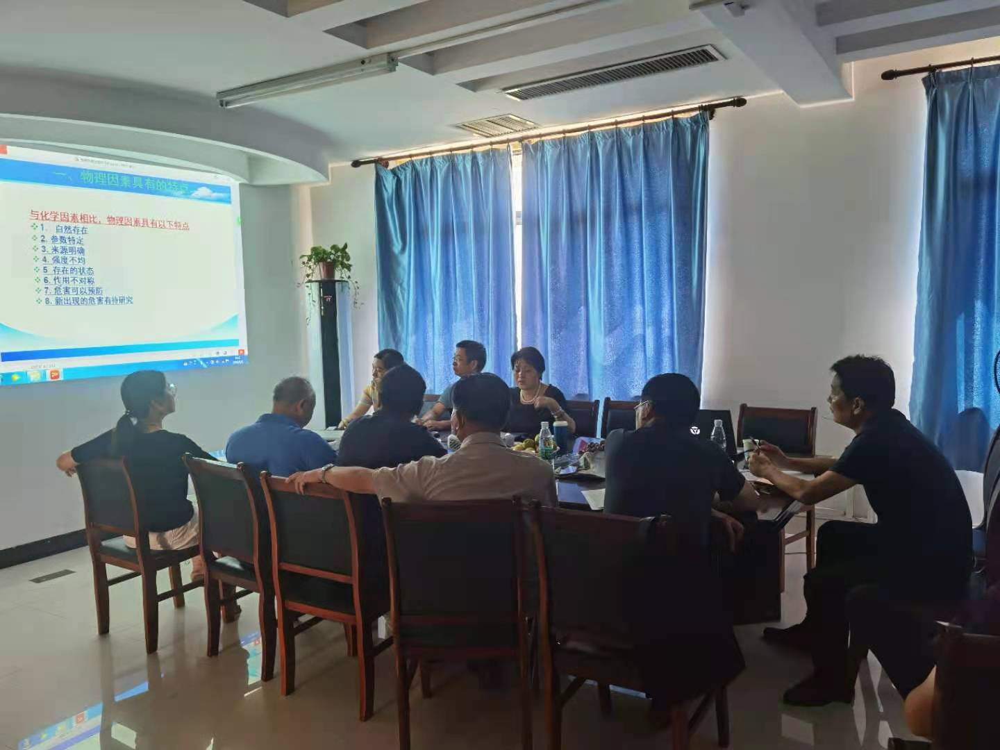 一、物理因素具有的特点
与化学因素相比，物理因素具有以下特点
1. 自然存在
2. 参数特定
3. 来源明确
4. 强度不均
5 存在的状态
6. 作用不对称
7. 危害可以预防
8. 新出现的危害有待研究